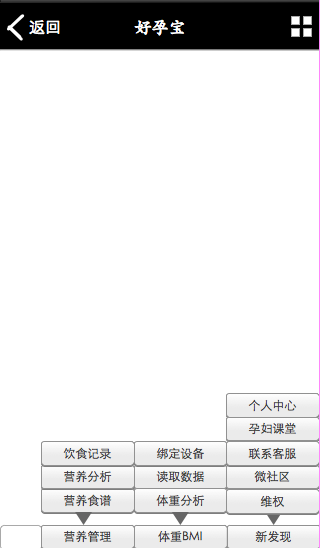 返回
好孕宝
个人中心
孕妇课堂
饮食记录
绑定设备
联系客服
营养分析
读取数据
微社区
营养食谱
体重分析
维权
营养管理
体重BMI
新发现